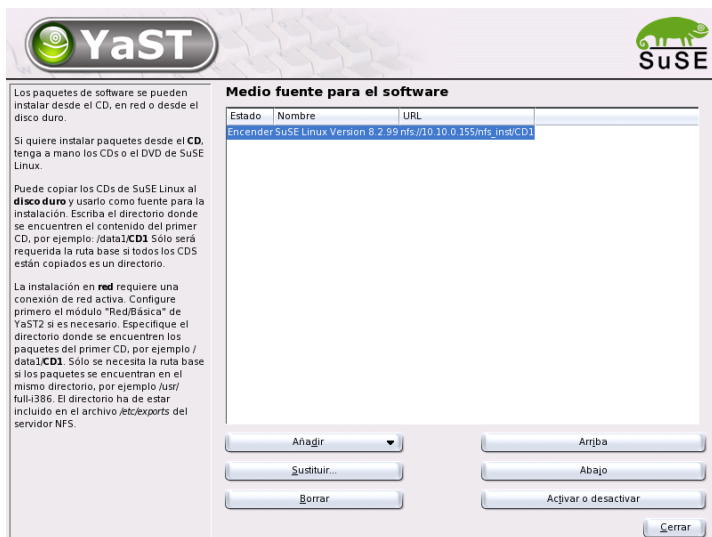 YaST
SuSE
Los paquetes de software se pueden
instalar desde el CD, en red o desde el
disco duro.
Si quiere instalar paquetes desde el CD,
tenga a mano los CDs o el DVD de SuSE
Linux.
Puede copiar los CDs de SuSE Linux al
disco duro y usarlo como fuente para la
instalación. Escriba el directorio donde
se encuentren el contenido del primer
CD, por ejemplo: /data1/CD1 Sólo será
requerida la ruta base si todos los CDS
están copiados es un directorio.
La instalación en red requiere una
conexión de red activa. Configure
primero el módulo "Red/Básica" de
YaST2 si es necesario. Especifique el
directorio donde se encuentren los
paquetes del primer CD, por ejemplo /
data1/CD1. Sólo se necesita la ruta base
si los paquetes se encuentran en el
mismo directorio, por ejemplo /usr/
full-i386. El directorio ha de estar
incluido en el archivo /etc/exports del
servidor NFS.
Medio fuente para el software
Estado Nombre URL
Encender SuSE Linux Version 8.2.99 nfs://10.10.0.155/nfs_inst/CD1
Añadir
Arriba
Sustituir...
Abajo
Borrar
Activar o desactivar
Cerrar